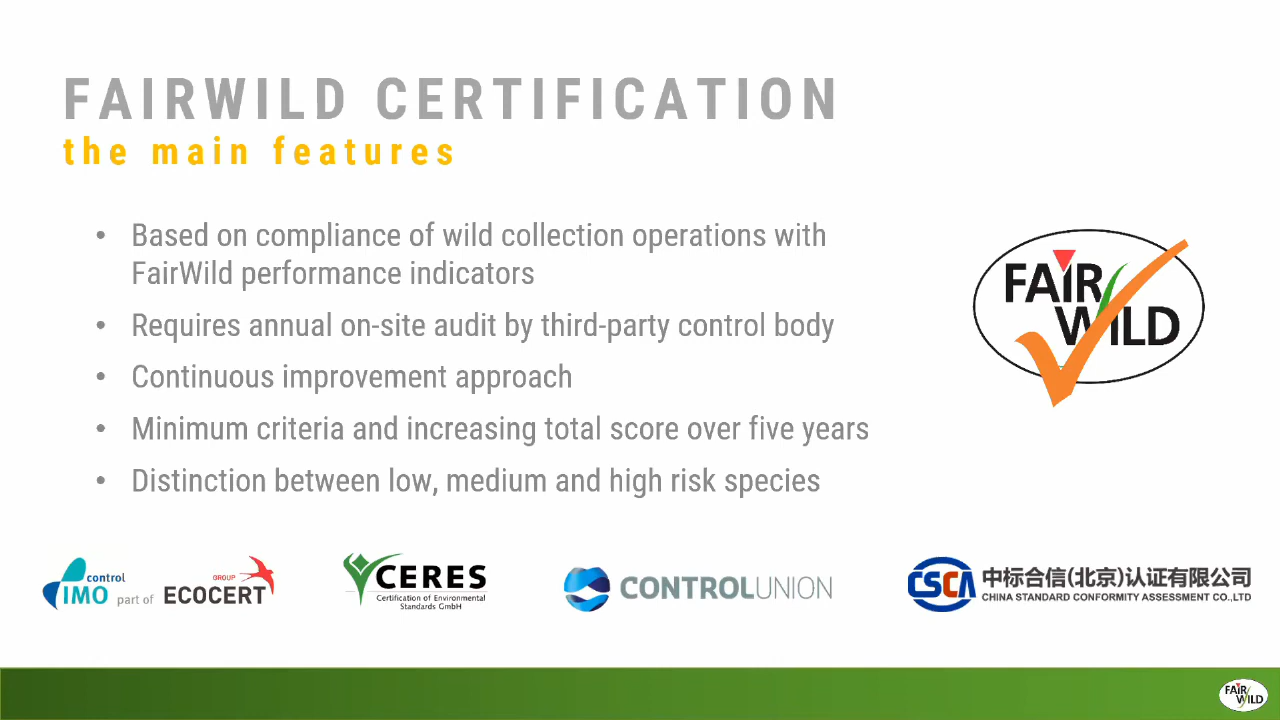 FAIRWILD CERTIFICATION
the main features
• Based on compliance of wild collection operations with
FairWild performance indicators
• Requires annual on-site audit by third-party control body
• Continuous improvement approach
• Minimum criteria and increasing total score over five years
• Distinction between low, medium and high risk species
FAIR
WILD
control
IMO part of
GROUP
ECOCERT
CERES
Certification of Environmental
Standards GmbH
CONTROLUNION
CSCA
中标合信(北京)认证有限公司
CHINA STANDARD CONFORMITY ASSESSMENT CO.,LTD
FAIR
WILD